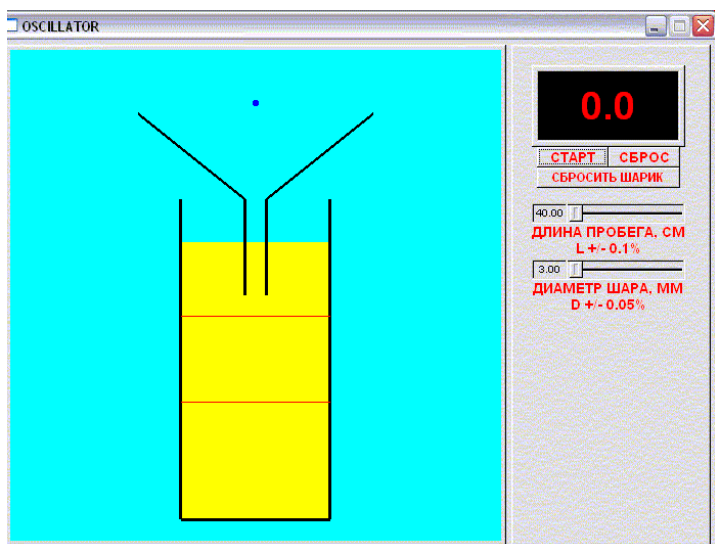 OSCILLATOR
0.0
СТАРТ СБРОС
СБРОСИТЬ ШАРИК
40.00
ДЛИНА ПРОБЕГА, СМ
L +/- 0.1%
3.00
ДИАМЕТР ШАРА, ММ
D +/- 0.05%